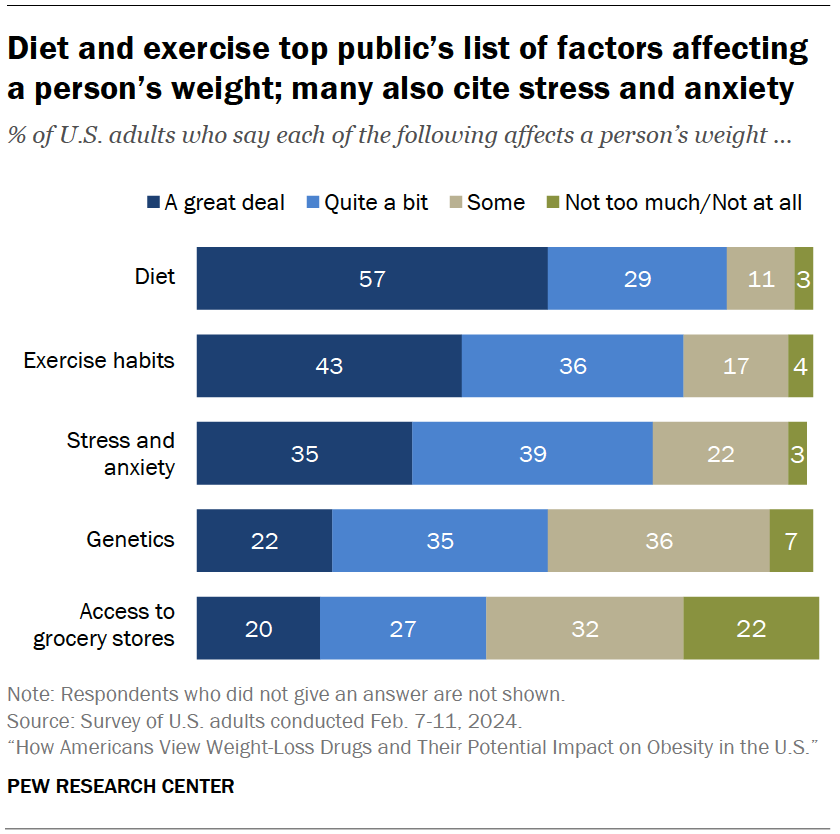 Diet and exercise top public’s list of factors affecting
a person’s weight; many also cite stress and anxiety
% of U.S. adults who say each of the following affects a person’s weight ...
A great deal Quite a bit Some Not too much/Not at all
Diet 57 29 11 3
Exercise habits 43 36 17 4
Stress and
anxiety 35 39 22 3
Genetics 22 35 36 7
Access to
grocery stores 20 27 32 22
Note: Respondents who did not give an answer are not shown.
Source: Survey of U.S. adults conducted Feb. 7-11, 2024.
“How Americans View Weight-Loss Drugs and Their Potential Impact on Obesity in the U.S.”
PEW RESEARCH CENTER